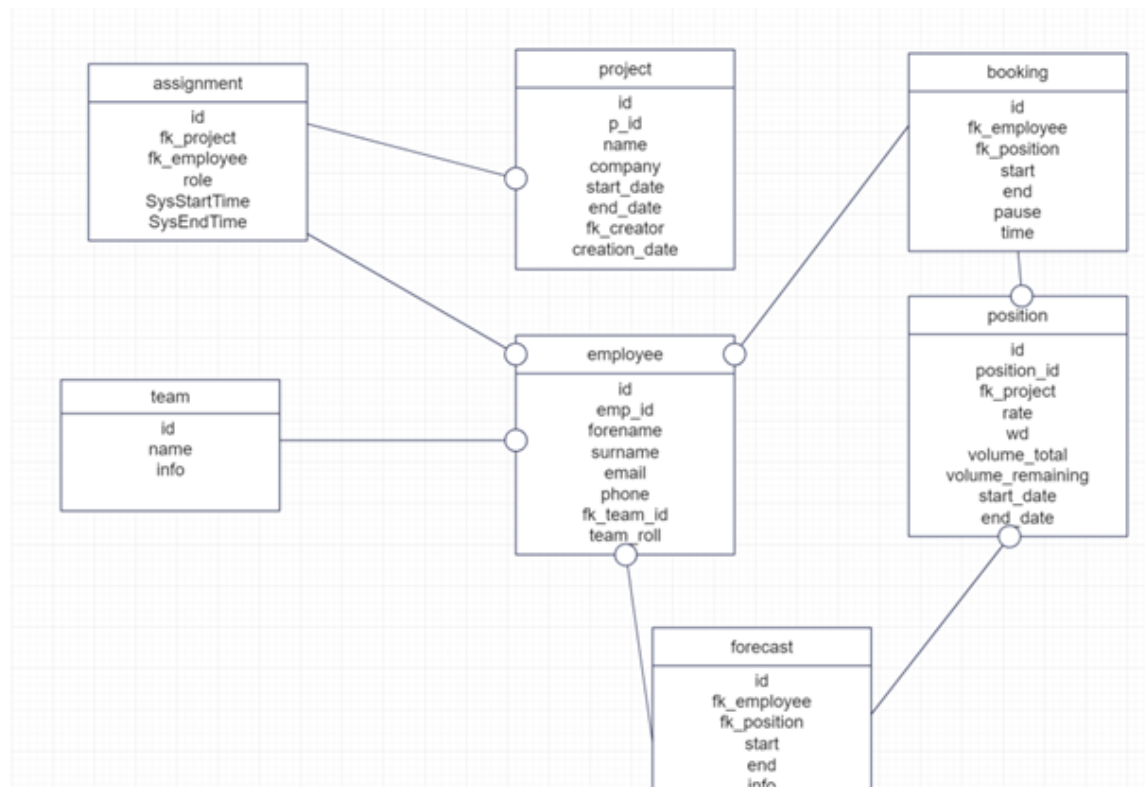 assignment
id
fk_project
fk_employee
role
SysStartTime
SysEndTime
project
id
p_id
name
company
start_date
end_date
fk_creator
creation_date
booking
id
fk_employee
fk_position
start
end
pause
time
team
id
name
info
employee
id
emp_id
forename
surname
email
phone
fk_team_id
team_roll
position
id
position_id
fk_project
rate
wd
volume_total
volume_remaining
start_date
end_date
forecast
id
fk_employee
fk_position
start
end
info